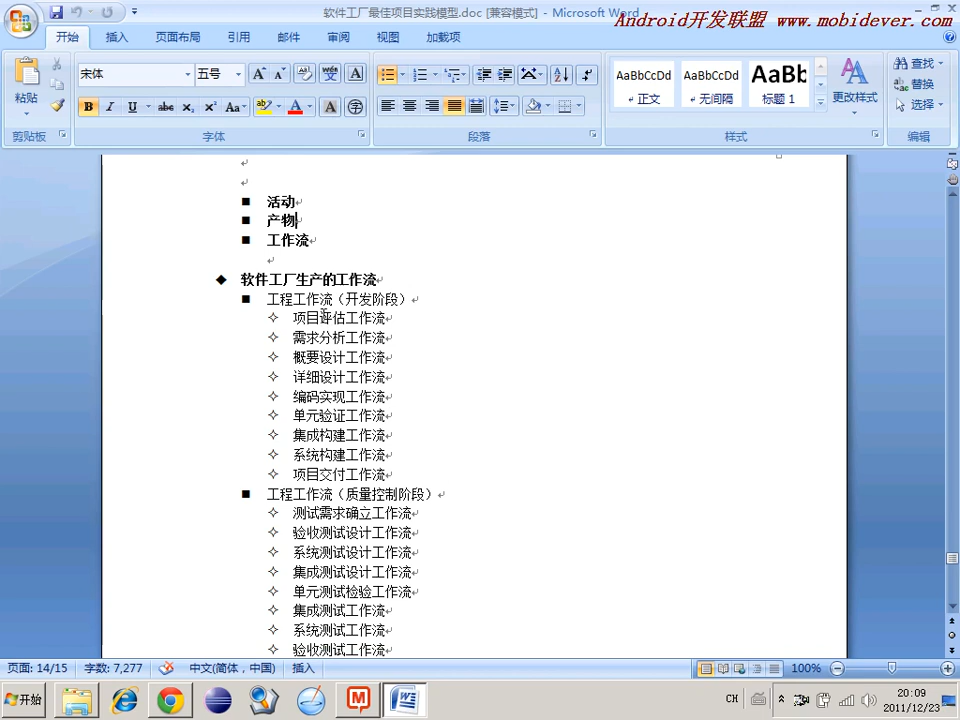 软件工厂最佳项目实践模型.doc [兼容模式] - Microsoft Word
Android开发联盟 www.mobidever.com
开始 插入 页面布局 引用 邮件 审阅 视图 加载项
宋体 五号
AaBbCcDd AaBbCcDd AaBb
查找
替换
选择
粘贴 正文 无间隔 标题 1 更改样式
剪贴板 字体 段落 样式 编辑
活动
产物
工作流
软件工厂生产的工作流
工程工作流（开发阶段）
项目评估工作流
需求分析工作流
概要设计工作流
详细设计工作流
编码实现工作流
单元验证工作流
集成构建工作流
系统构建工作流
项目交付工作流
工程工作流（质量控制阶段）
测试需求确立工作流
验收测试设计工作流
系统测试设计工作流
集成测试设计工作流
单元测试检验工作流
集成测试工作流
系统测试工作流
验收测试工作流
页面: 14/15 字数: 7,277 中文(简体，中国) 插入 100%
开始 CH 20:09
2011/12/23